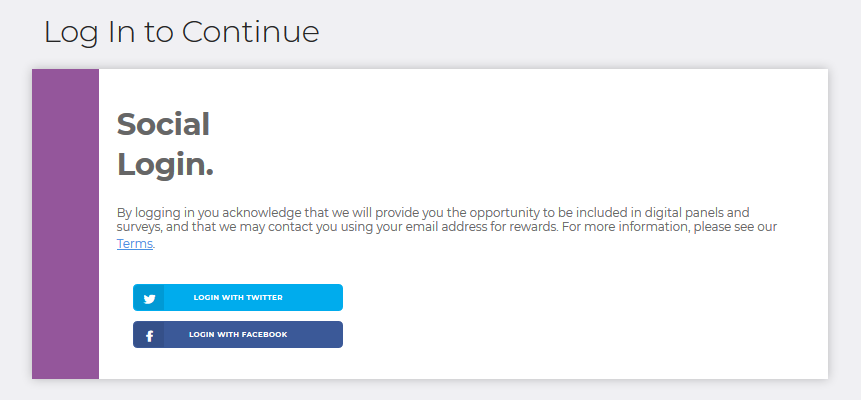 Log In to Continue
Social
Login.
By logging in you acknowledge that we will provide you the opportunity to be included in digital panels and
surveys, and that we may contact you using your email address for rewards. For more information, please see our
Terms.
LOGIN WITH TWITTER
LOGIN WITH FACEBOOK